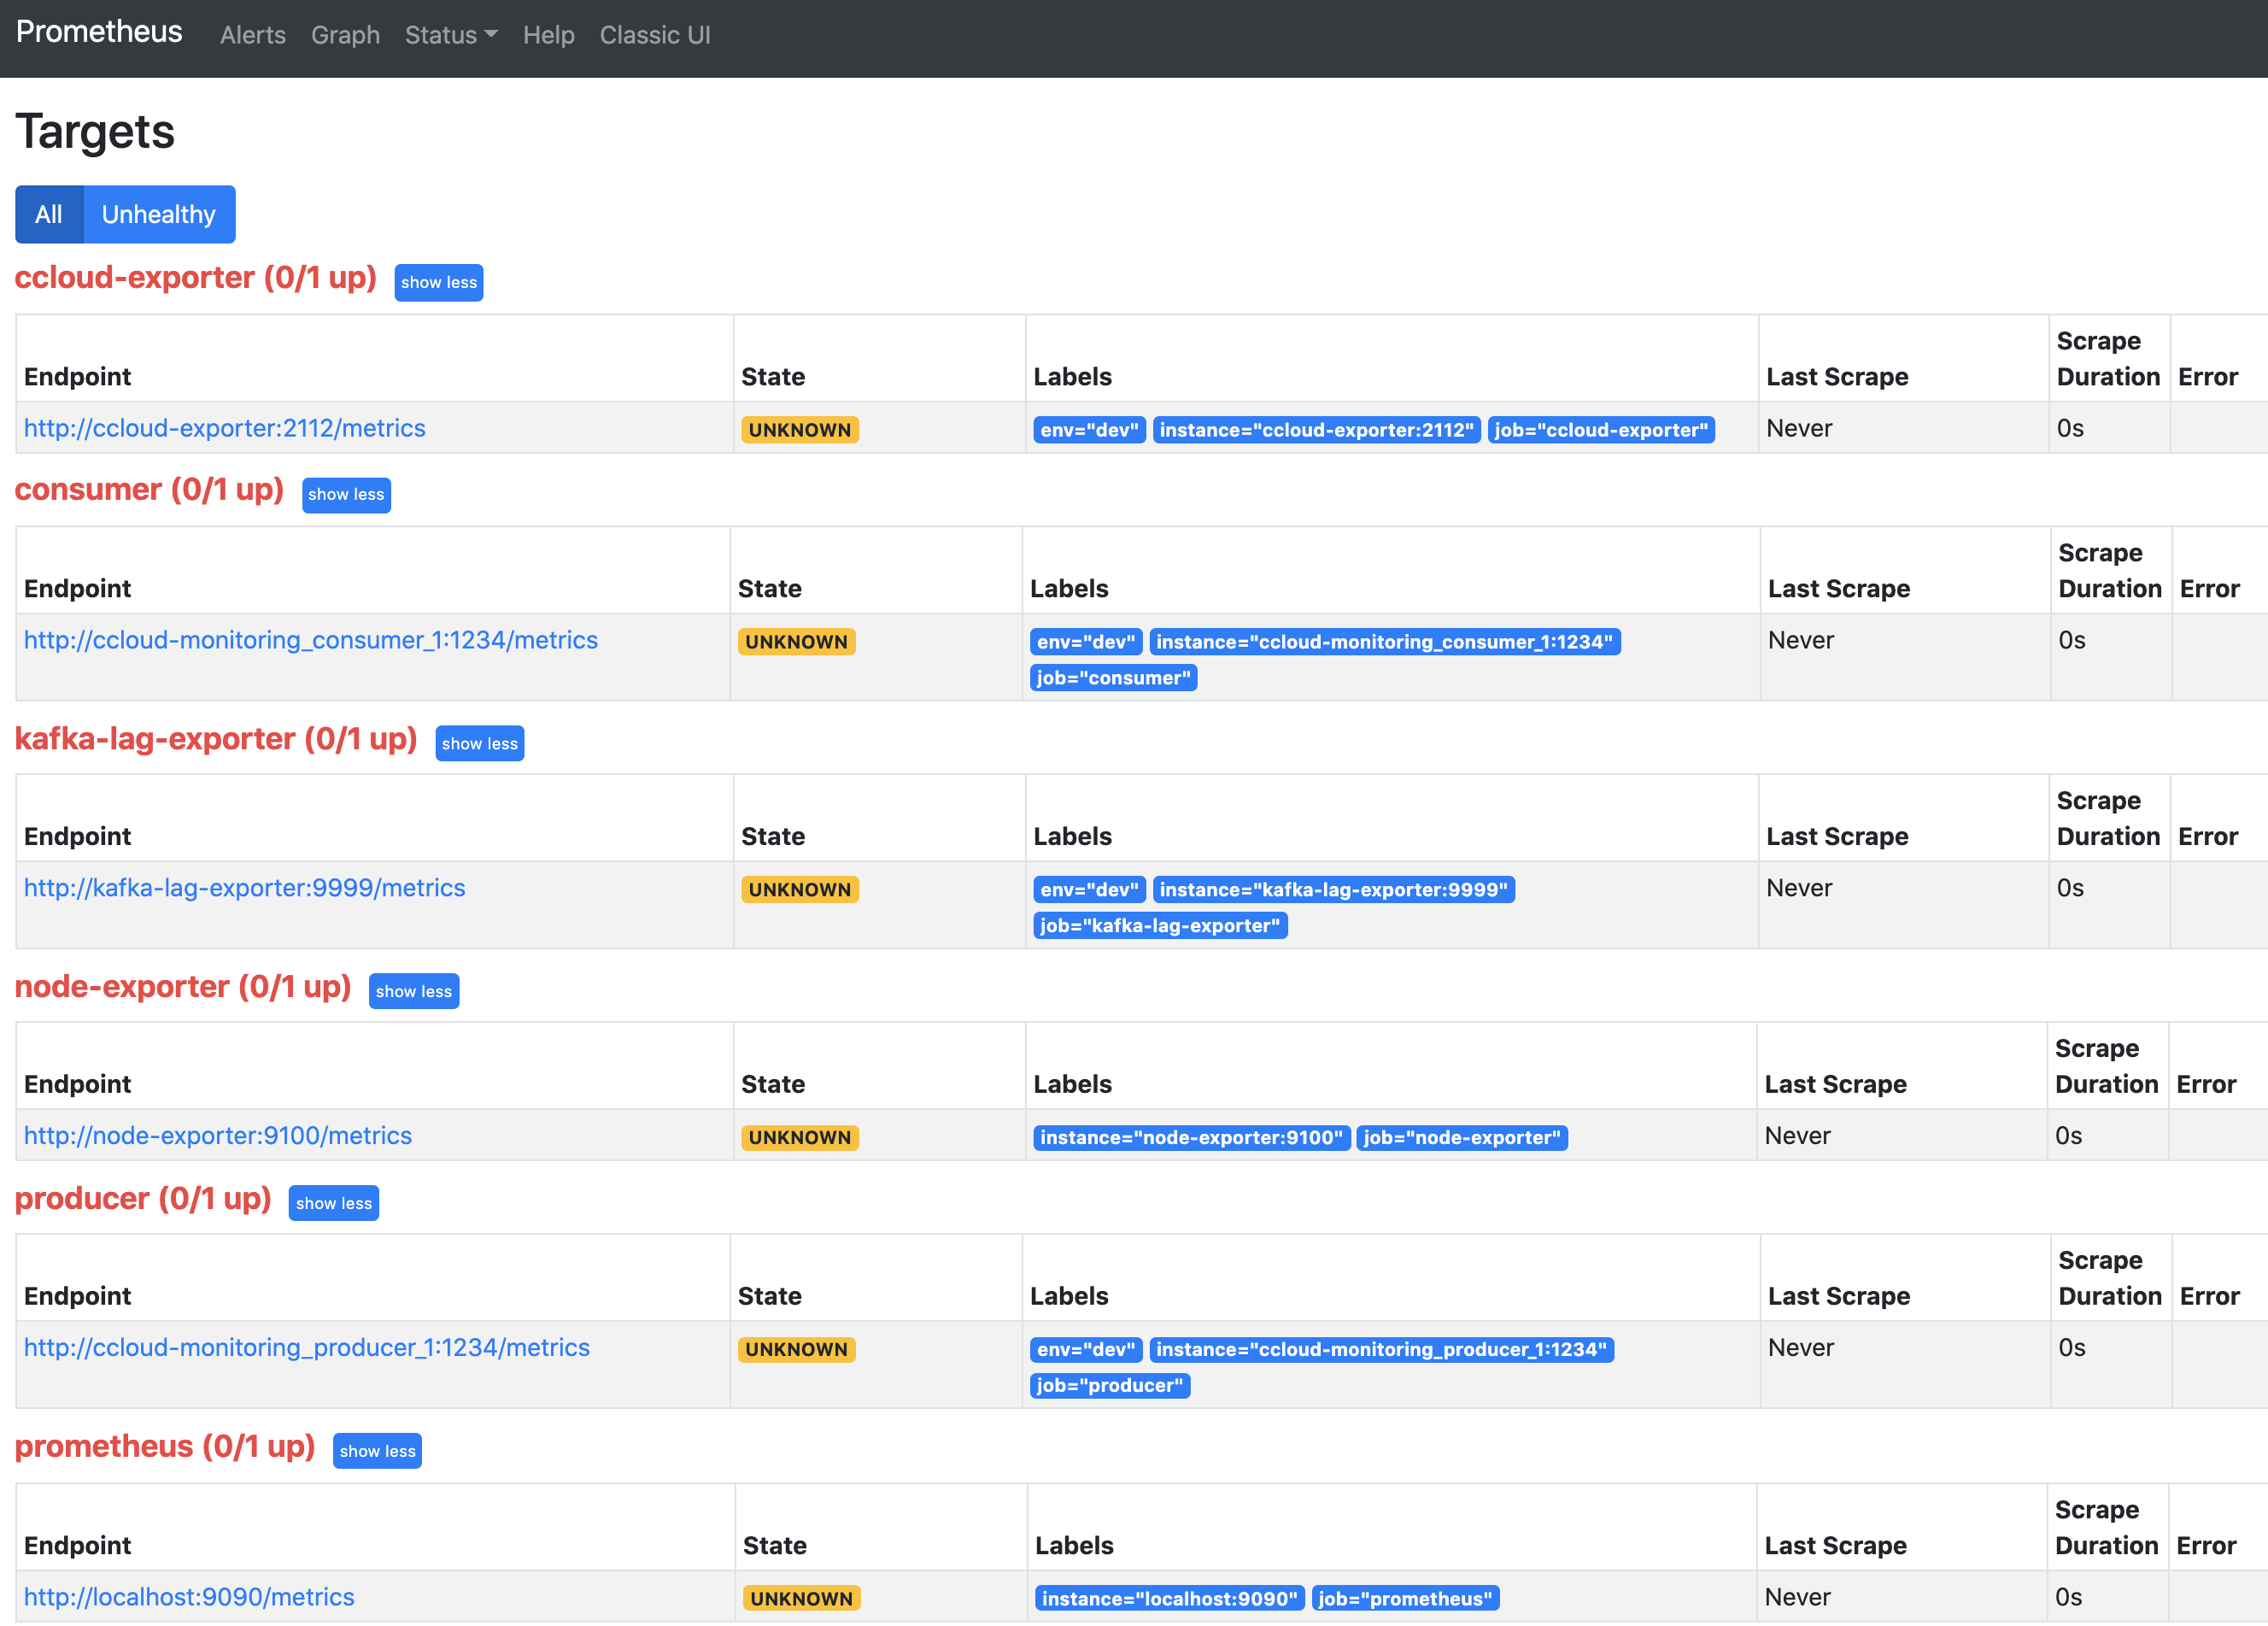 Prometheus Alerts Graph Status Help Classic UI
Targets
All Unhealthy
ccloud-exporter (0/1 up) show less
Endpoint State Labels Last Scrape Scrape Duration Error
http://ccloud-exporter:2112/metrics UNKNOWN env="dev" instance="ccloud-exporter:2112" job="ccloud-exporter" Never 0s
consumer (0/1 up) show less
Endpoint State Labels Last Scrape Scrape Duration Error
http://ccloud-monitoring_consumer_1:1234/metrics UNKNOWN env="dev" instance="ccloud-monitoring_consumer_1:1234" Never 0s
job="consumer"
kafka-lag-exporter (0/1 up) show less
Endpoint State Labels Last Scrape Scrape Duration Error
http://kafka-lag-exporter:9999/metrics UNKNOWN env="dev" instance="kafka-lag-exporter:9999" Never 0s
job="kafka-lag-exporter"
node-exporter (0/1 up) show less
Endpoint State Labels Last Scrape Scrape Duration Error
http://node-exporter:9100/metrics UNKNOWN instance="node-exporter:9100" job="node-exporter" Never 0s
producer (0/1 up) show less
Endpoint State Labels Last Scrape Scrape Duration Error
http://ccloud-monitoring_producer_1:1234/metrics UNKNOWN env="dev" instance="ccloud-monitoring_producer_1:1234" Never 0s
job="producer"
prometheus (0/1 up) show less
Endpoint State Labels Last Scrape Scrape Duration Error
http://localhost:9090/metrics UNKNOWN instance="localhost:9090" job="prometheus" Never 0s